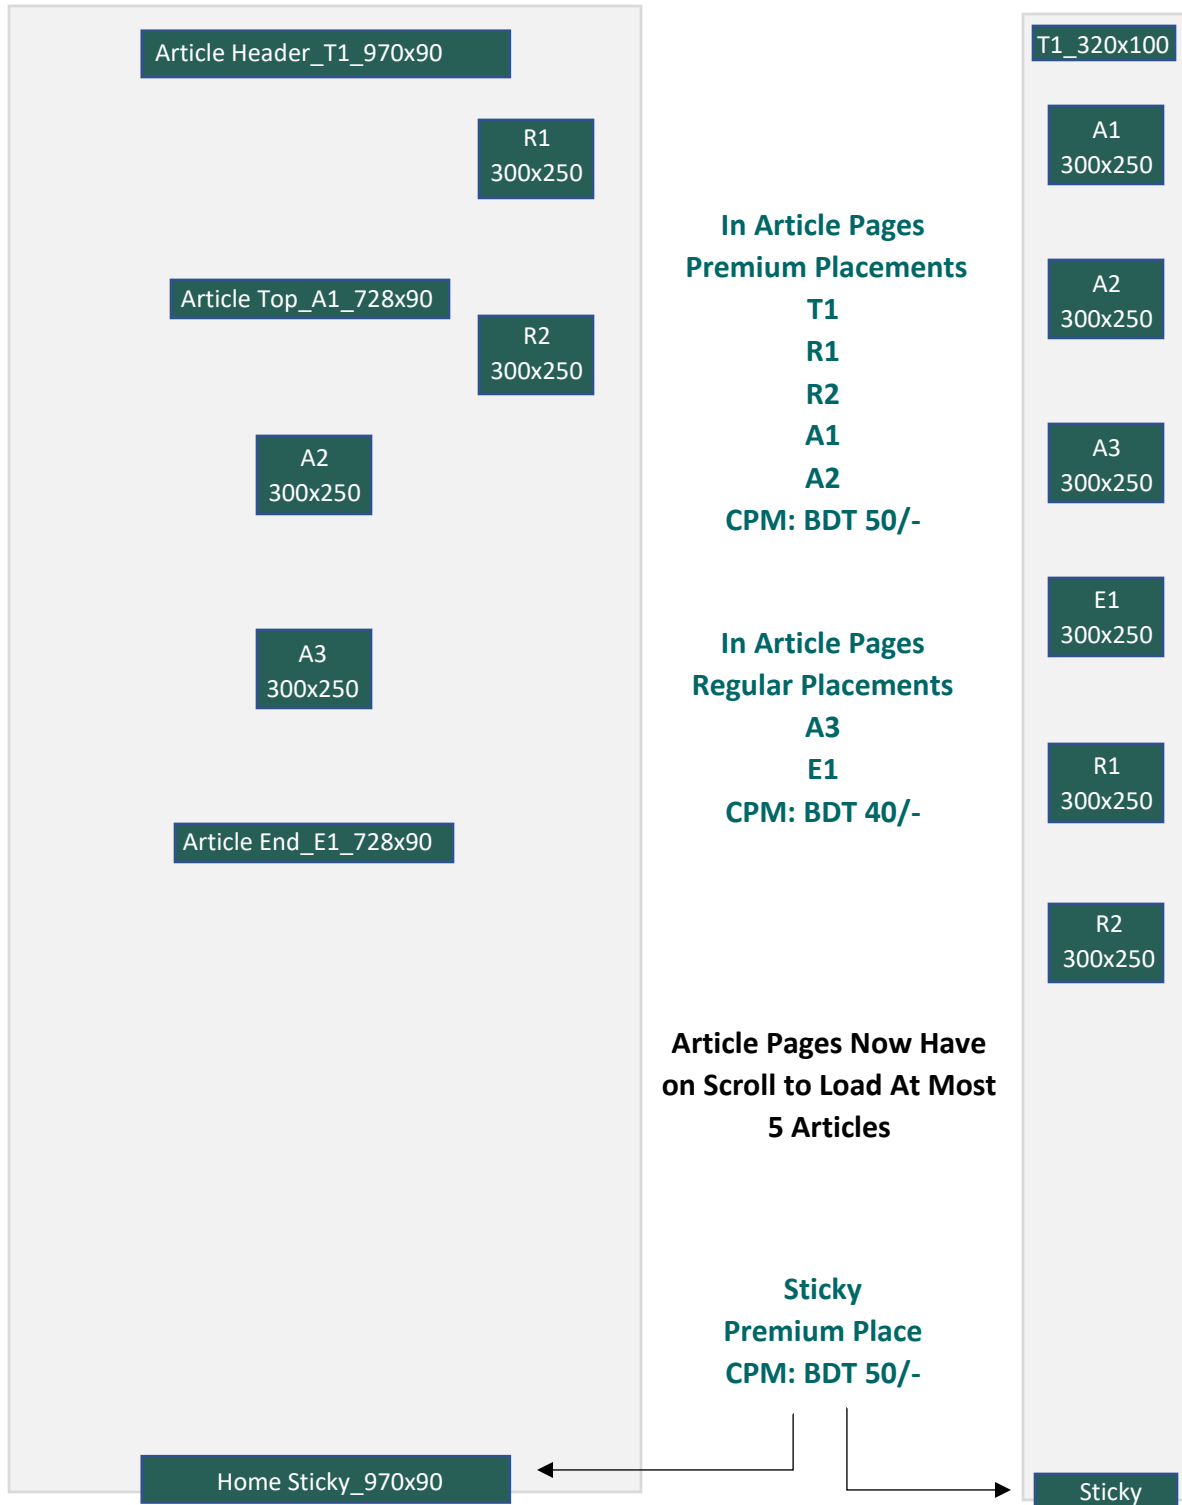 Article Header_T1_970x90
R1
300x250
Article Top_A1_728x90
R2
300x250
A2
300x250
A3
300x250
Article End_E1_728x90
Home Sticky_970x90
In Article Pages
Premium Placements
T1
R1
R2
A1
A2
CPM: BDT 50/-
In Article Pages
Regular Placements
A3
E1
CPM: BDT 40/-
Article Pages Now Have
on Scroll to Load At Most
5 Articles
Sticky
Premium Place
CPM: BDT 50/-
T1_320x100
A1
300x250
A2
300x250
A3
300x250
E1
300x250
R1
300x250
R2
300x250
Sticky